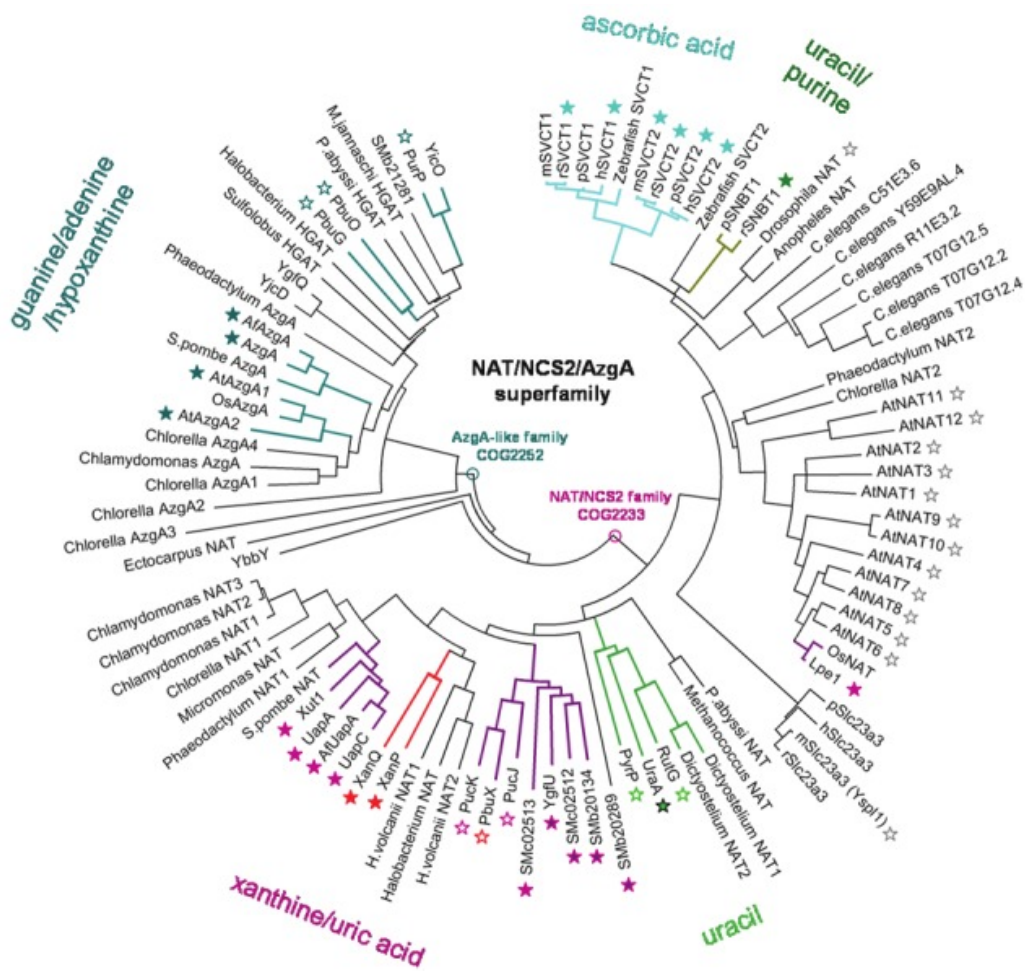 ascorbic acid
uracil/
purine
guanine/adenine
/hypoxanthine
NAT/NCS2/AzgA
superfamily
AzgA-like family
COG2252
NAT/NCS2 family
COG2233
xanthine/uric acid
uracil
mSVCT1
rSVCT1
pSVCT1
hSVCT1
Zebrafish SVCT1
mSVCT2
rSVCT2
pSVCT2
hSVCT2
Zebrafish SVCT2
pSNBT1
rSNBT1
Drosophila NAT
Anopheles NAT
C.elegans C51E3.6
C.elegans Y59E9AL.4
C.elegans R11E3.2
C.elegans T07G12.5
C.elegans T07G12.2
C.elegans T07G12.4
Phaeodactylum NAT2
Chlorella NAT2
AtNAT11
AtNAT12
AtNAT2
AtNAT3
AtNAT1
AtNAT9
AtNAT10
AtNAT4
AtNAT7
AtNAT8
AtNAT5
AtNAT6
OsNAT
Lpe1
pSlc23a3
hSlc23a3
mSlc23a3 (Yspl1)
rSlc23a3
P.abyssi NAT
Methanococcus NAT
Dictyostelium NAT1
Dictyostelium NAT2
RutG
UraA
PyrP
SMb20289
SMb20134
SMc02512
YgfU
SMc02513
PucJ
PbuX
PucK
H.volcanii NAT2
Halobacterium NAT
H.volcanii NAT1
XanP
XanQ
UapC
AfUapA
UapA
Xut1
S.pombe NAT
Phaeodactylum NAT1
Micromonas NAT
Chlorella NAT1
Chlamydomonas NAT1
Chlamydomonas NAT2
Chlamydomonas NAT3
YbbY
Ectocarpus NAT
Chlorella AzgA3
Chlorella AzgA2
Chlorella AzgA1
Chlamydomonas AzgA
Chlorella AzgA4
AtAzgA2
OsAzgA
AtAzgA1
S.pombe AzgA
AzgA
AfAzgA
Phaeodactylum AzgA
YicD
YgfQ
Sulfolobus HGAT
Halobacterium HGAT
PbuG
PbuO
P.abyssi HGAT
M.jannaschi HGAT
SMb21281
PurP
YicO